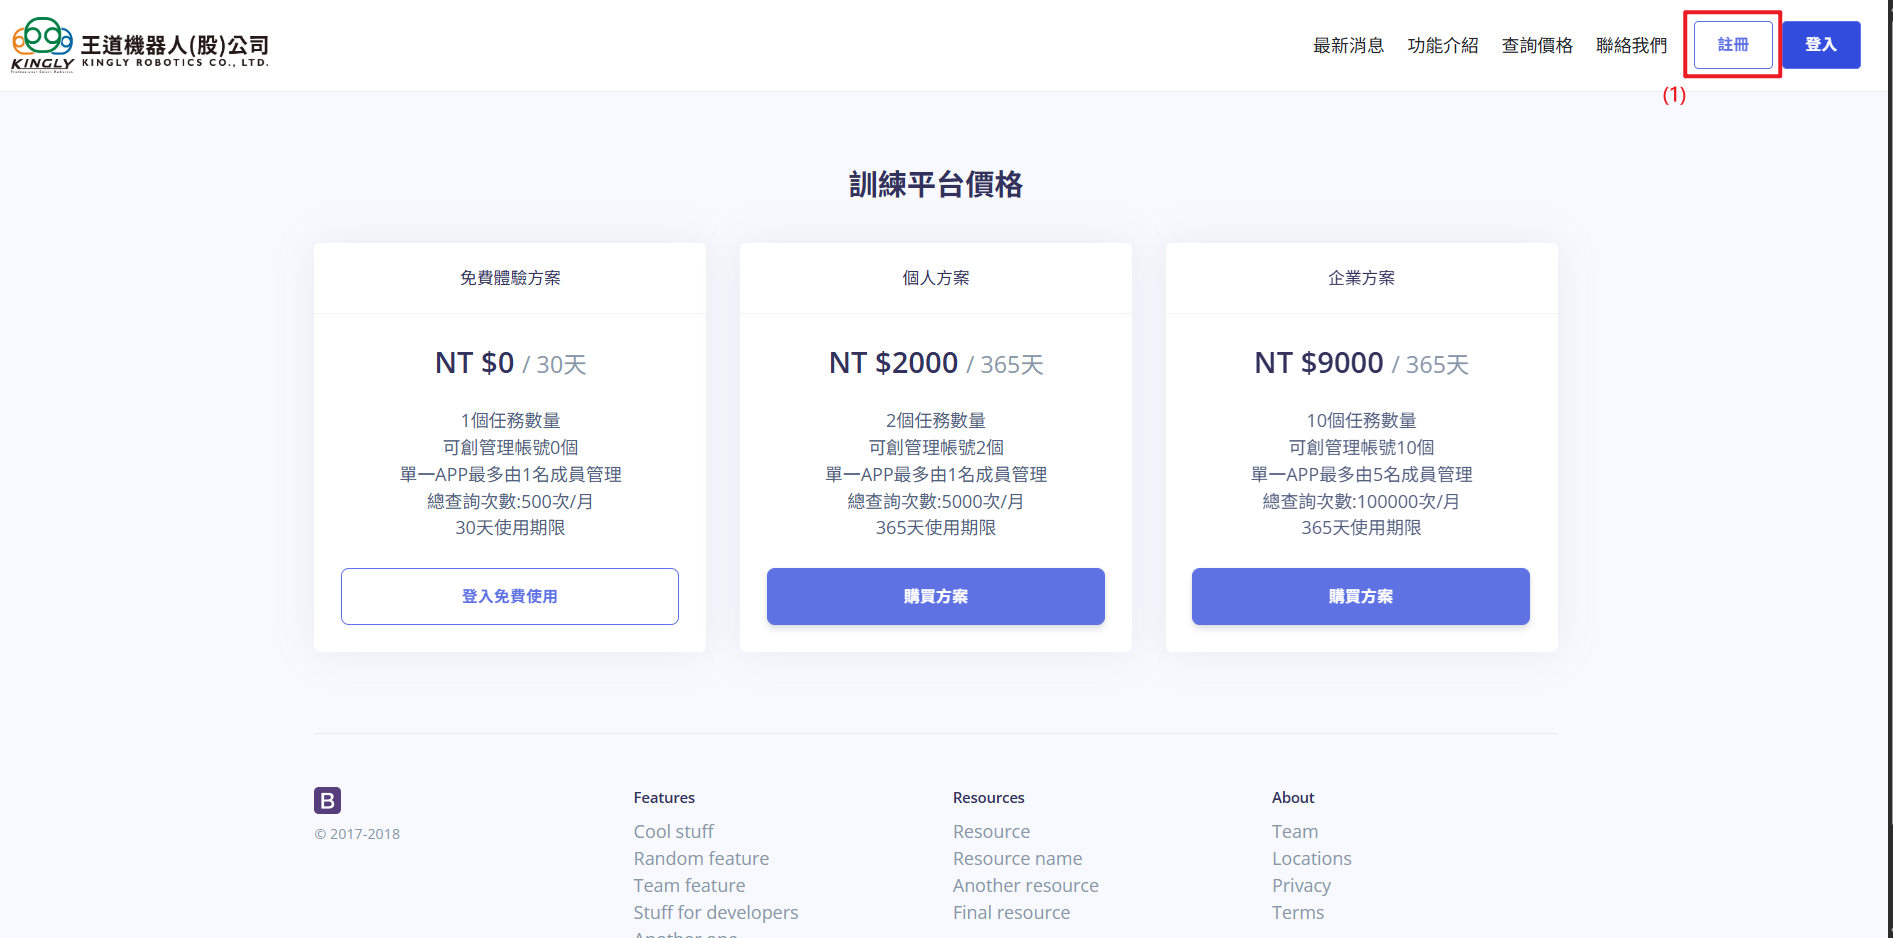 王道機器人(股)公司
KINGLY
KINGLY ROBOTICS CO., LTD.
最新消息
功能介紹
查詢價格
聯絡我們
註冊
登入
(1)
訓練平台價格
免費體驗方案
NT $0 / 30天
1個任務數量
可創管理帳號0個
單一APP最多由1名成員管理
總查詢次數:500次/月
30天使用期限
登入免費使用
個人方案
NT $2000 / 365天
2個任務數量
可創管理帳號2個
單一APP最多由1名成員管理
總查詢次數:5000次/月
365天使用期限
購買方案
企業方案
NT $9000 / 365天
10個任務數量
可創管理帳號10個
單一APP最多由5名成員管理
總查詢次數:100000次/月
365天使用期限
購買方案
B
© 2017-2018
Features
Cool stuff
Random feature
Team feature
Stuff for developers
Another one
Resources
Resource
Resource name
Another resource
Final resource
About
Team
Locations
Privacy
Terms